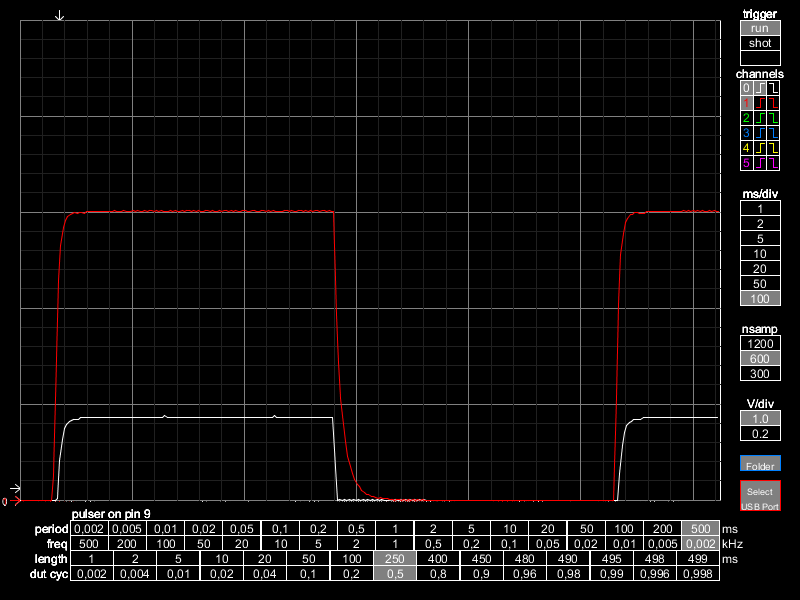 trigger
run
shot
channels
0
1
2
3
4
5
ms/div
1
2
5
10
20
50
100
nsamp
1200
600
300
V/div
1.0
0.2
Folder
Select
USB Port
0
pulser on pin 9
period 0,002 0,005 0,01 0,02 0,05 0,1 0,2 0,5 1 2 5 10 20 50 100 200 500 ms
freq 500 200 100 50 20 10 5 2 1 0,5 0,2 0,1 0,05 0,02 0,01 0,005 0,002 kHz
length 1 2 5 10 20 50 100 250 400 450 480 490 495 498 499 ms
dut cyc 0,002 0,004 0,01 0,02 0,04 0,1 0,2 0,5 0,8 0,9 0,96 0,98 0,99 0,996 0,998